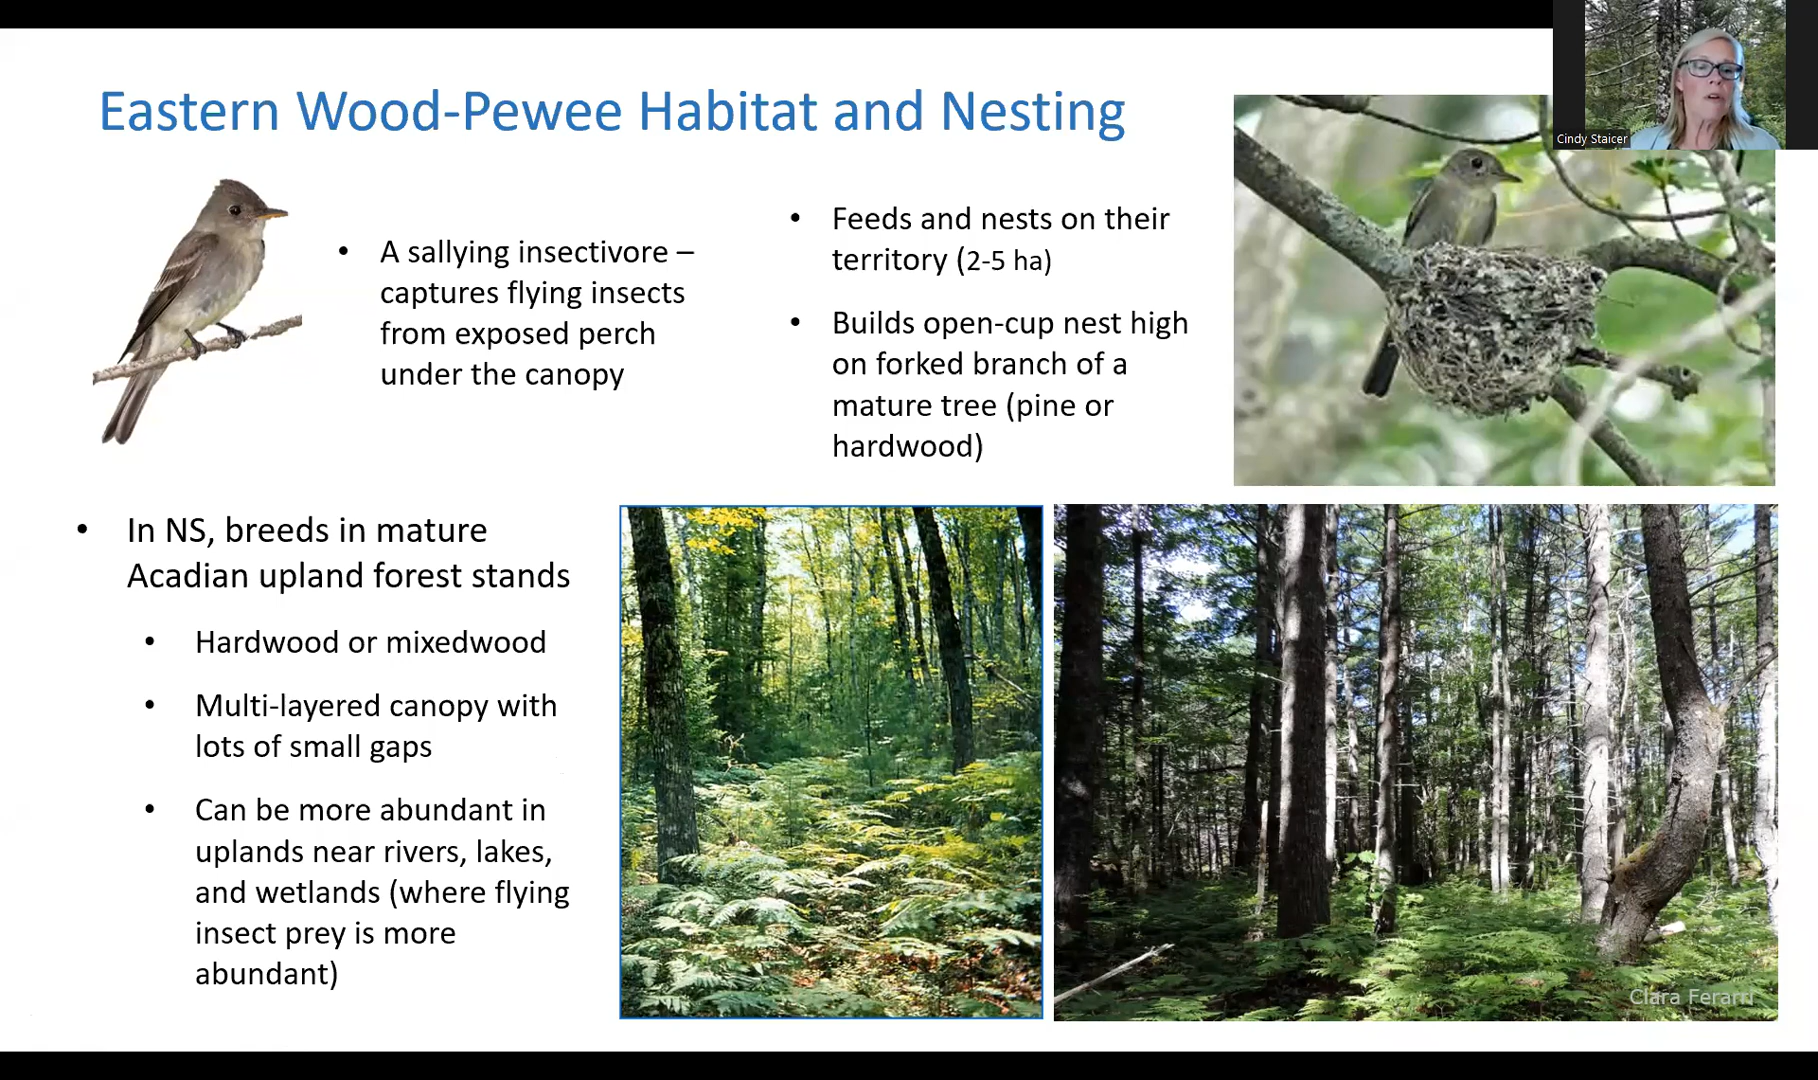 Eastern Wood-Pewee Habitat and Nesting
Cindy Staicer
• A sallying insectivore –
captures flying insects
from exposed perch
under the canopy
• Feeds and nests on their
territory (2-5 ha)
• Builds open-cup nest high
on forked branch of a
mature tree (pine or
hardwood)
• In NS, breeds in mature
Acadian upland forest stands
• Hardwood or mixedwood
• Multi-layered canopy with
lots of small gaps
• Can be more abundant in
uplands near rivers, lakes,
and wetlands (where flying
insect prey is more
abundant)
Clara Ferarri